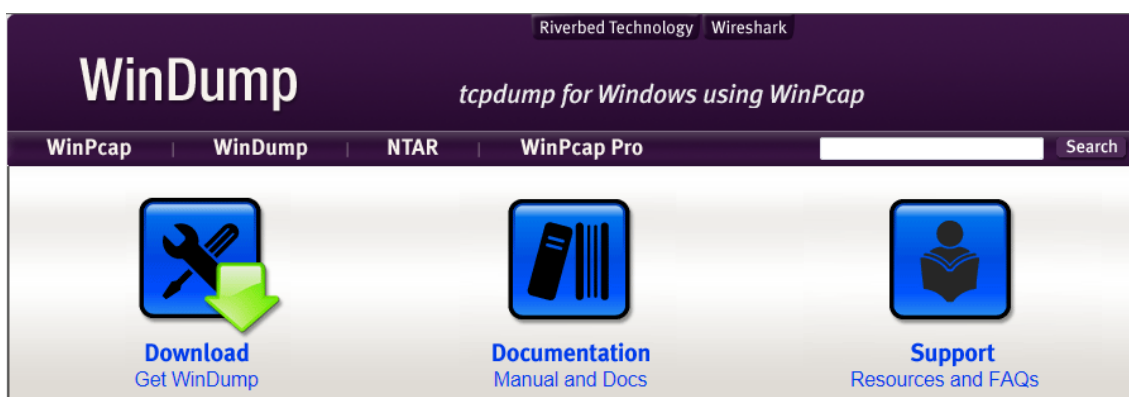 Riverbed Technology Wireshark
WinDump
tcpdump for Windows using WinPcap
WinPcap | WinDump | NTAR | WinPcap Pro
Search
Download
Get WinDump
Documentation
Manual and Docs
Support
Resources and FAQs